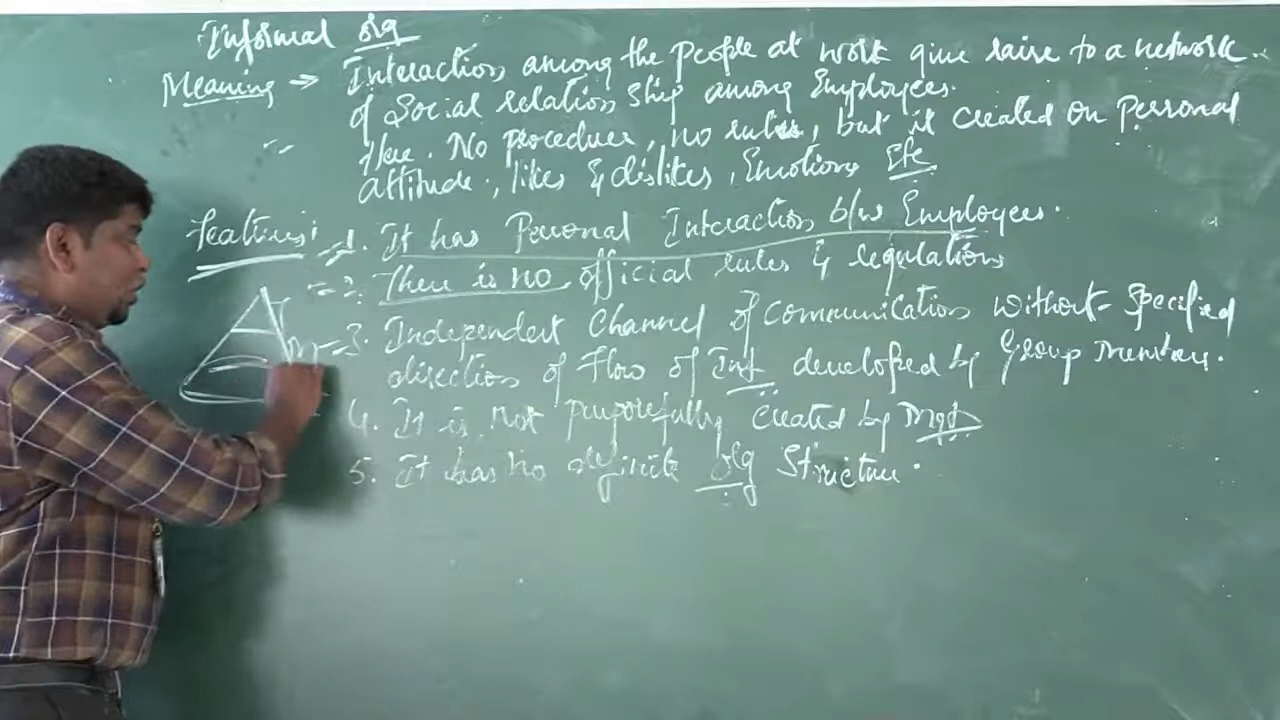 Informal org
Meaning → Interaction, among the People at work give raise to a network..
of Social relation ship among Employees.
Here. No procedures, no rules, but it created on Personal
attitude., likes & dislikes, Emotions Etc
Features: 1. It has Personal Interaction b/w Employees.
2. There is no official rules & regulations
3. Independent Channel of Communication without Specified
direction of Flow of Inf developed by Group members.
4. It is not purposefully created by Mgt
5. It has no definite Org Structure.